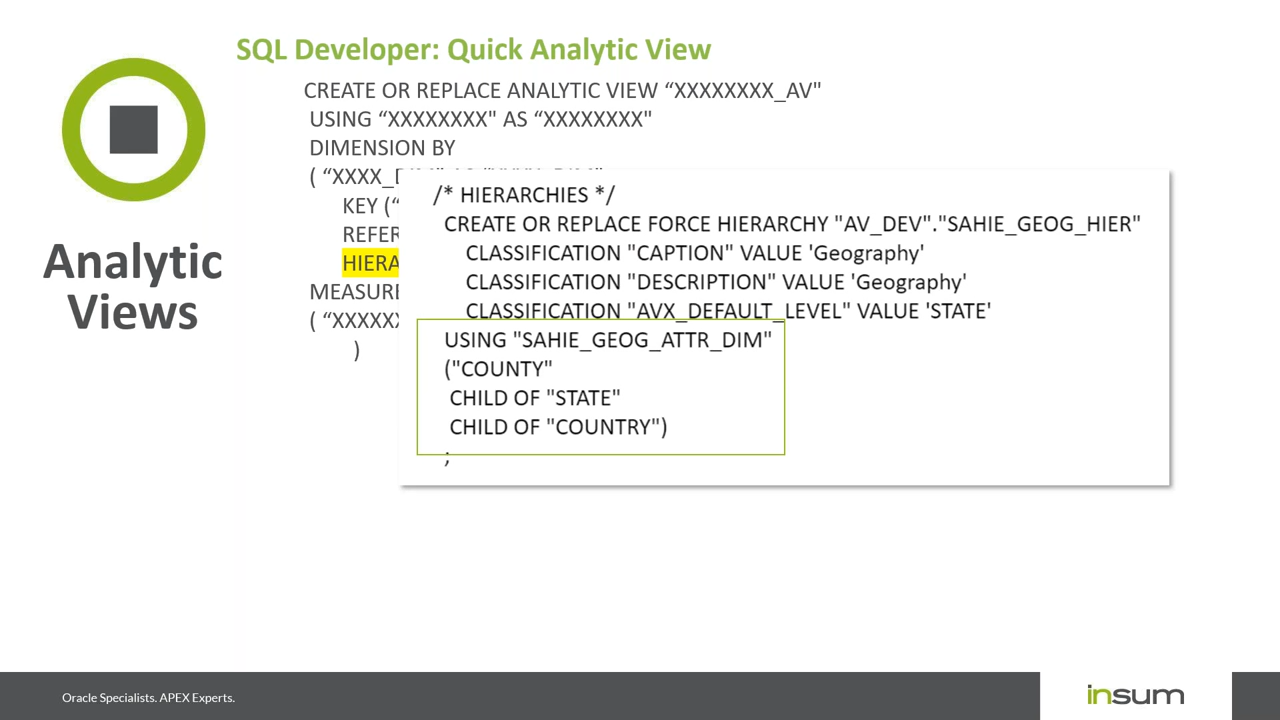 SQL Developer: Quick Analytic View
CREATE OR REPLACE ANALYTIC VIEW “XXXXXXXX_AV"
USING “XXXXXXXX" AS “XXXXXXXX"
DIMENSION BY
( “XXXX_D
KEY (“
REFER
HIERA
MEASURE
( “XXXXX
)
/* HIERARCHIES */
CREATE OR REPLACE FORCE HIERARCHY "AV_DEV"."SAHIE_GEOG_HIER"
CLASSIFICATION "CAPTION" VALUE 'Geography'
CLASSIFICATION "DESCRIPTION" VALUE 'Geography'
CLASSIFICATION "AVX_DEFAULT_LEVEL" VALUE 'STATE'
USING "SAHIE_GEOG_ATTR_DIM"
("COUNTY"
CHILD OF "STATE"
CHILD OF "COUNTRY")
;
Analytic
Views
Oracle Specialists. APEX Experts.
insum